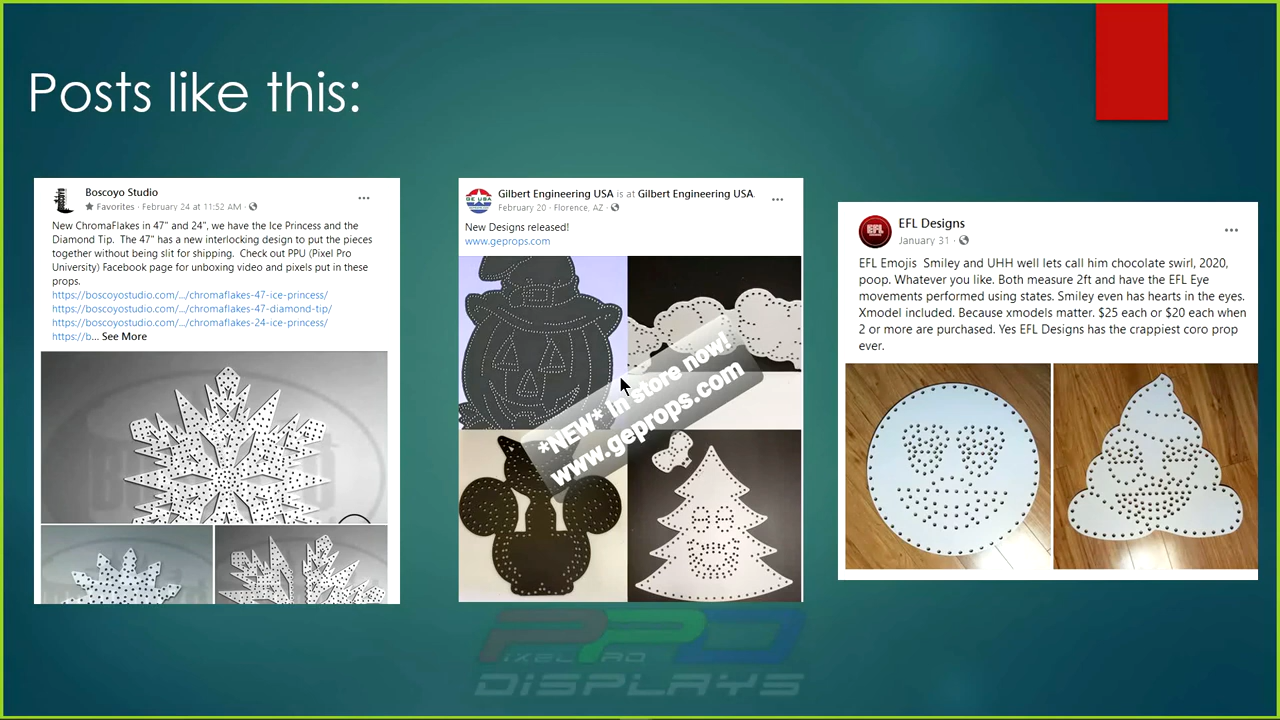 Posts like this:
Boscoyo Studio
Favorites · February 24 at 11:52 AM ·
New ChromaFlakes in 47" and 24", we have the Ice Princess and the
Diamond Tip. The 47" has a new interlocking design to put the pieces
together without being slit for shipping. Check out PPU (Pixel Pro
University) Facebook page for unboxing video and pixels put in these
props.
https://boscoyostudio.com/.../chromaflakes-47-ice-princess/
https://boscoyostudio.com/.../chromaflakes-47-diamond-tip/
https://boscoyostudio.com/.../chromaflakes-24-ice-princess/
https://b... See More
Gilbert Engineering USA is at Gilbert Engineering USA.
February 20 · Florence, AZ ·
New Designs released!
www.geprops.com
GE USA
*NEW* in store now!
www.geprops.com
EFL Designs
January 31 ·
EFL
EFL Emojis Smiley and UHH well lets call him chocolate swirl, 2020,
poop. Whatever you like. Both measure 2ft and have the EFL Eye
movements performed using states. Smiley even has hearts in the eyes.
Xmodel included. Because xmodels matter. $25 each or $20 each when
2 or more are purchased. Yes EFL Designs has the crappiest coro prop
ever.
PPD
PIXEL PRO
DISPLAYS